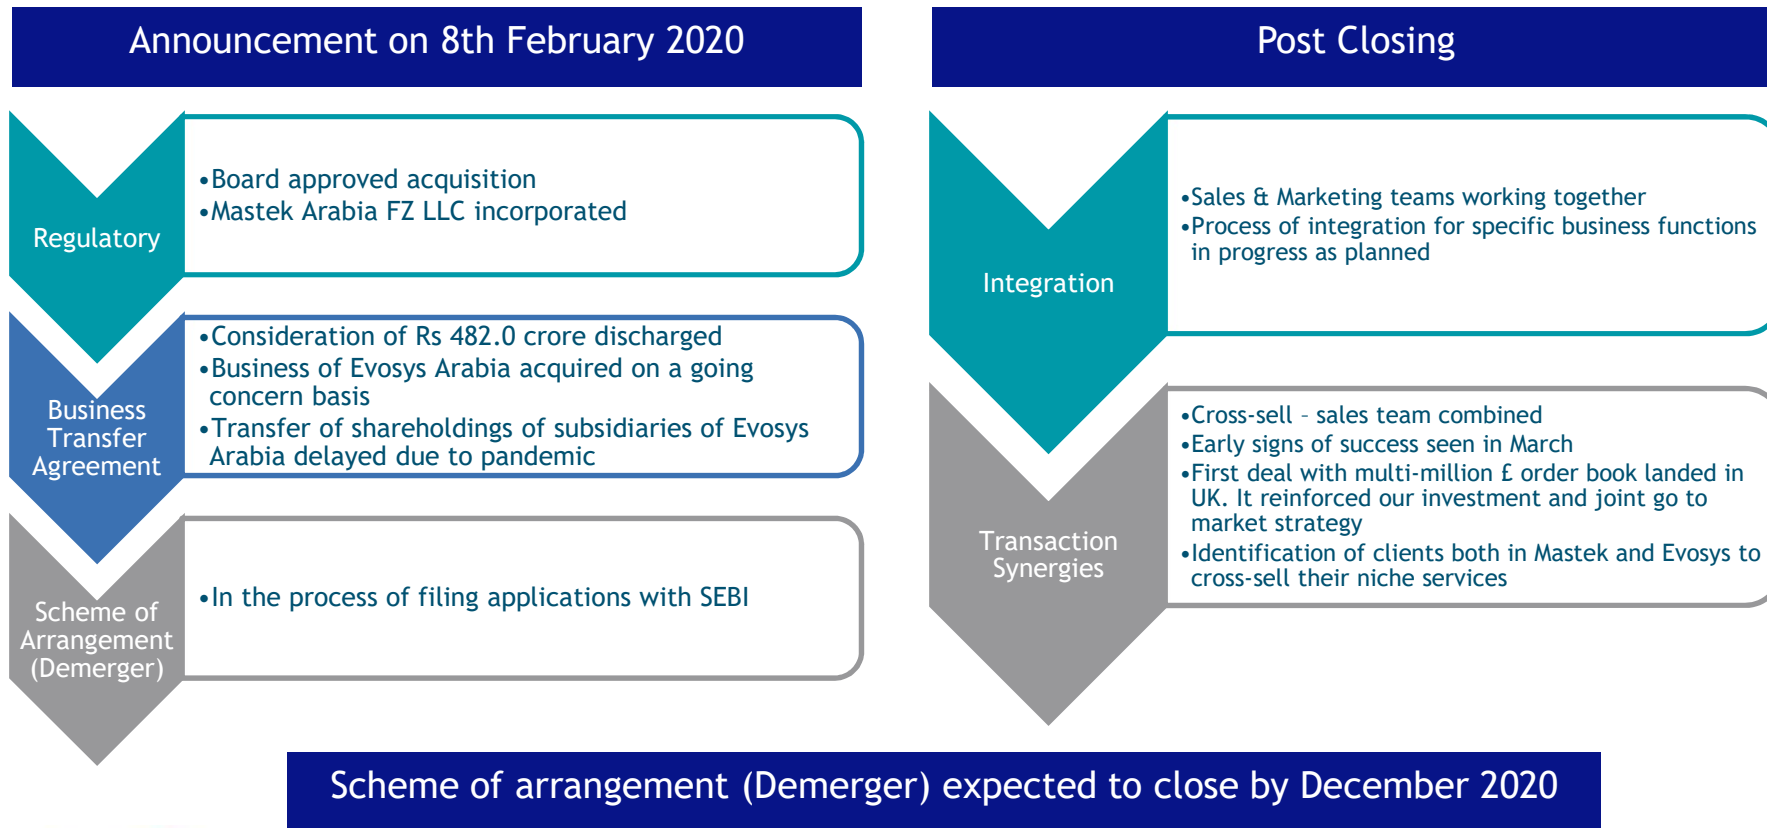 Announcement on 8th February 2020
Regulatory
•Board approved acquisition
•Mastek Arabia FZ LLC incorporated
Business
Transfer
Agreement
•Consideration of Rs 482.0 crore discharged
•Business of Evosys Arabia acquired on a going
concern basis
•Transfer of shareholdings of subsidiaries of Evosys
Arabia delayed due to pandemic
Scheme of
Arrangement
(Demerger)
•In the process of filing applications with SEBI
Post Closing
Integration
•Sales & Marketing teams working together
•Process of integration for specific business functions
in progress as planned
Transaction
Synergies
•Cross-sell – sales team combined
•Early signs of success seen in March
•First deal with multi-million £ order book landed in
UK. It reinforced our investment and joint go to
market strategy
•Identification of clients both in Mastek and Evosys to
cross-sell their niche services
Scheme of arrangement (Demerger) expected to close by December 2020